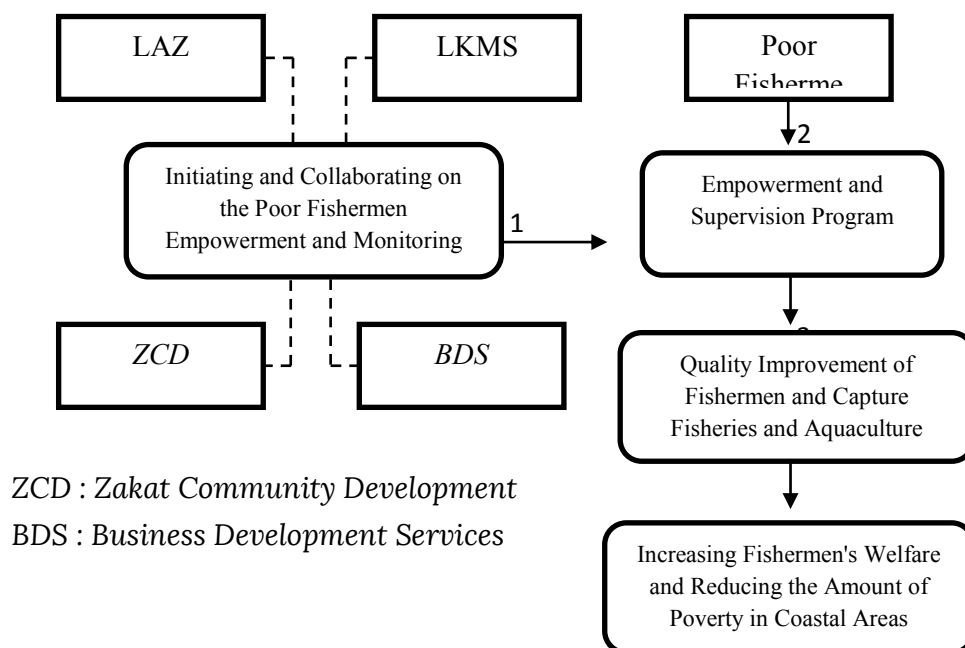 LAZ
LKMS
Poor
Fisherme
Initiating and Collaborating on
the Poor Fishermen
Empowerment and Monitoring
1
2
Empowerment and
Supervision Program
ZCD
BDS
Quality Improvement of
Fishermen and Capture
Fisheries and Aquaculture
ZCD : Zakat Community Development
BDS : Business Development Services
Increasing Fishermen's Welfare
and Reducing the Amount of
Poverty in Coastal Areas